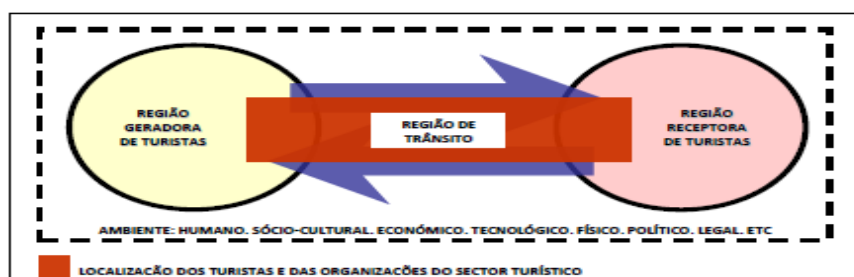 REGIÃO
GERADORA
DE TURISTAS
REGIÃO DE
TRÂNSITO
REGIÃO
RECEPTORA
DE TURISTAS
AMBIENTE: HUMANO. SÓCIO-CULTURAL. ECONÓMICO. TECNOLÓGICO. FÍSICO. POLÍTICO. LEGAL. ETC
LOCALIZAÇÃO DOS TURISTAS E DAS ORGANIZAÇÕES DO SECTOR TURÍSTICO